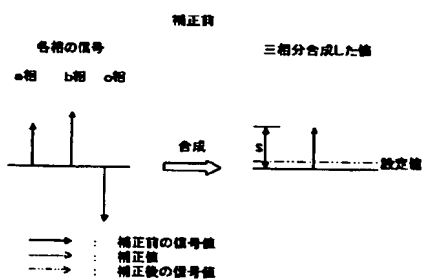 補正前
各相の信号
三相分合成した値
a相 b相 c相
合成
S
設定値
: 補正前の信号値
: 補正値
: 補正後の信号値